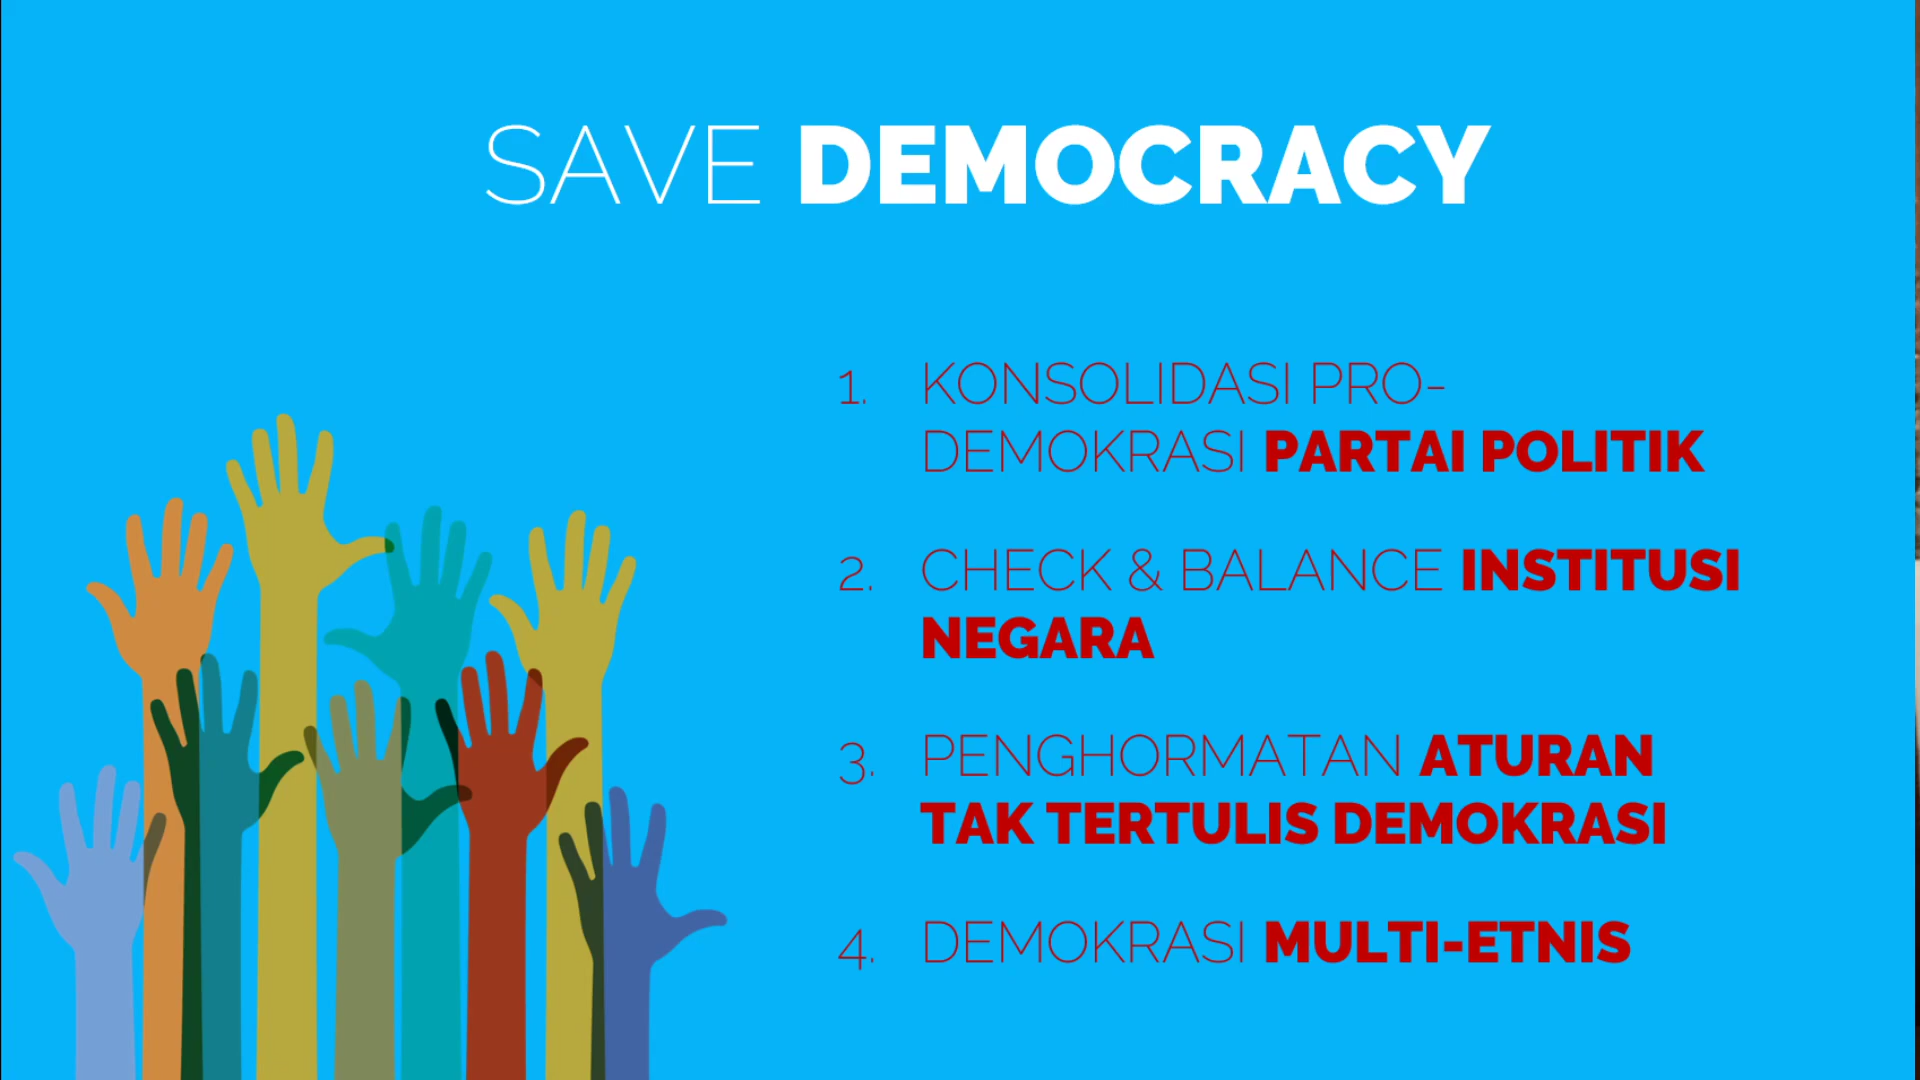 SAVE DEMOCRACY
1. KONSOLIDASI PRO-
DEMOKRASI PARTAI POLITIK
2. CHECK & BALANCE INSTITUSI
NEGARA
3. PENGHORMATAN ATURAN
TAK TERTULIS DEMOKRASI
4. DEMOKRASI MULTI-ETNIS